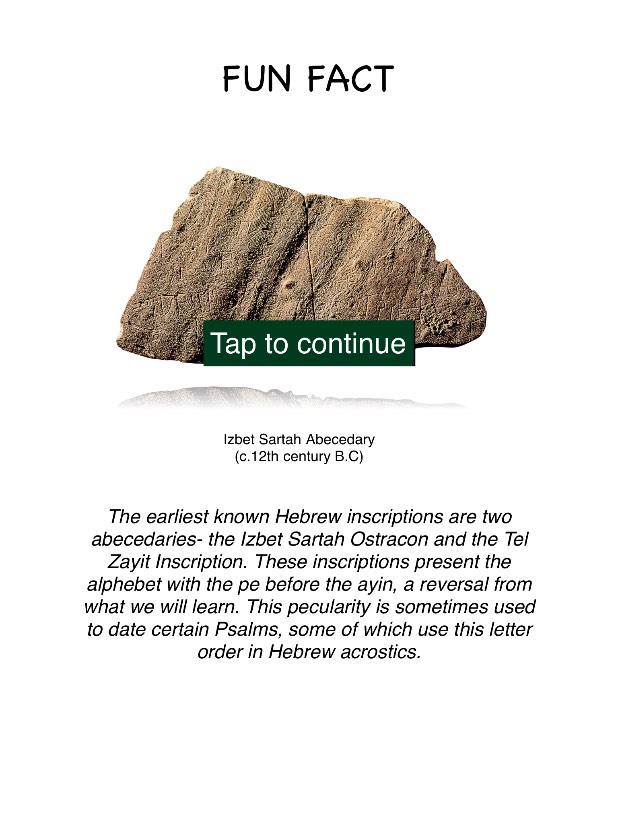 FUN FACT
Tap to continue
Izbet Sartah Abecedary
(c.12th century B.C)
The earliest known Hebrew inscriptions are two
abecedaries- the Izbet Sartah Ostracon and the Tel
Zayit Inscription. These inscriptions present the
alphebet with the pe before the ayin, a reversal from
what we will learn. This pecularity is sometimes used
to date certain Psalms, some of which use this letter
order in Hebrew acrostics.